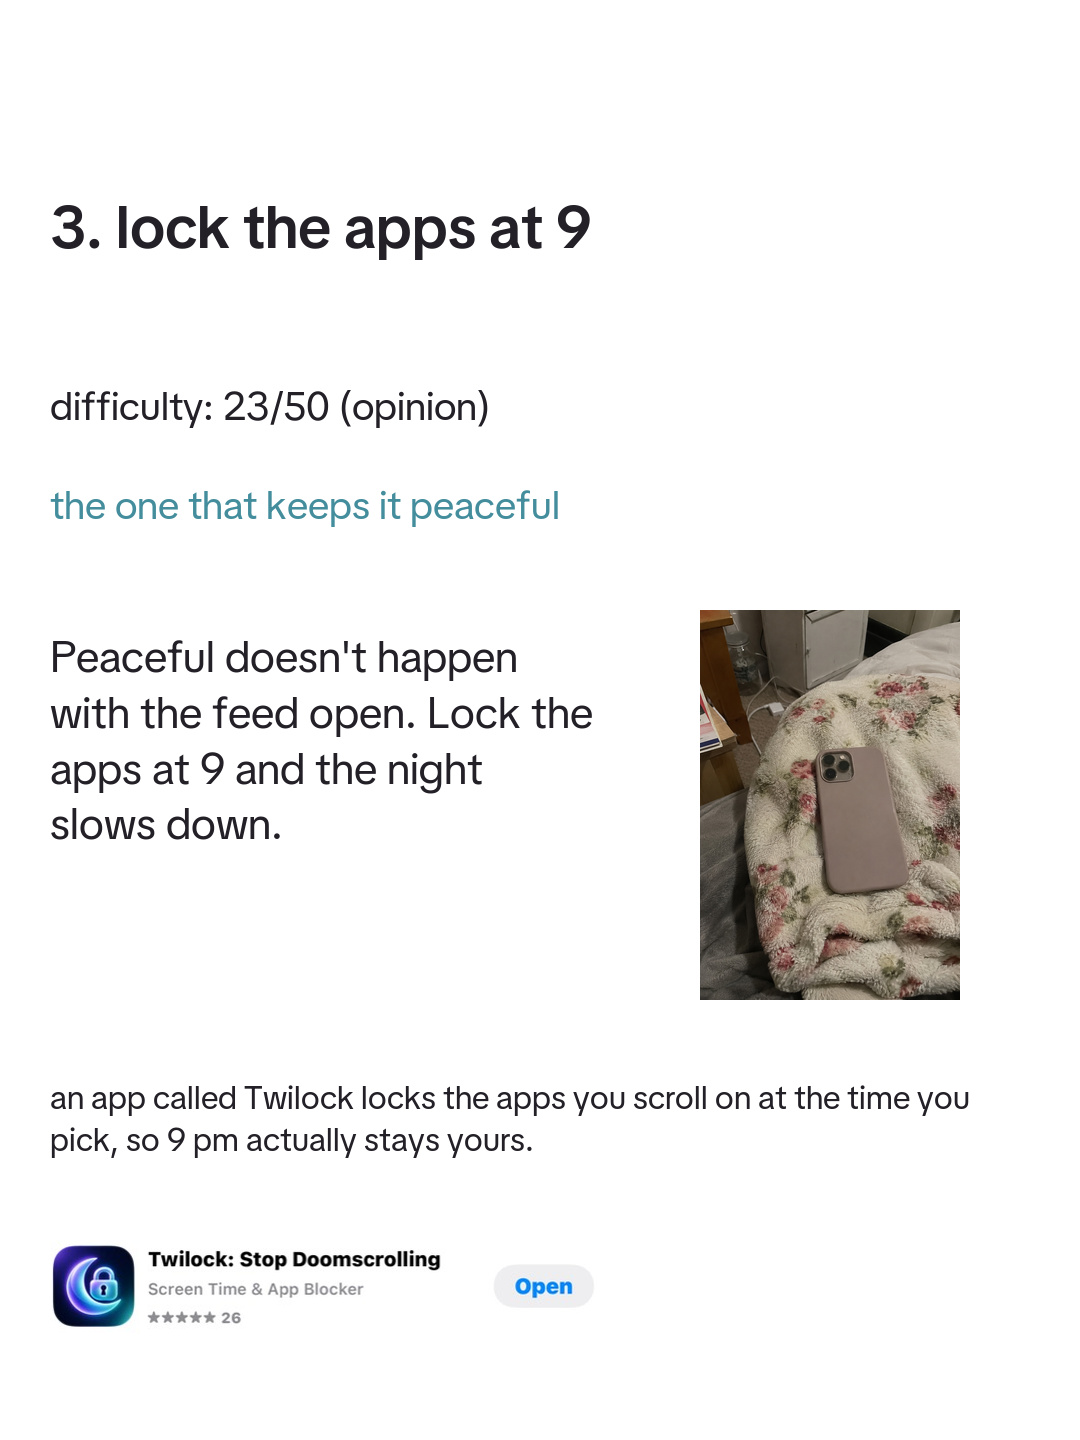 3. lock the apps at 9
difficulty: 23/50 (opinion)
the one that keeps it peaceful
Peaceful doesn't happen
with the feed open. Lock the
apps at 9 and the night
slows down.
an app called Twilock locks the apps you scroll on at the time you
pick, so 9 pm actually stays yours.
Twilock: Stop Doomscrolling
Screen Time & App Blocker
★★★★★ 26
Open